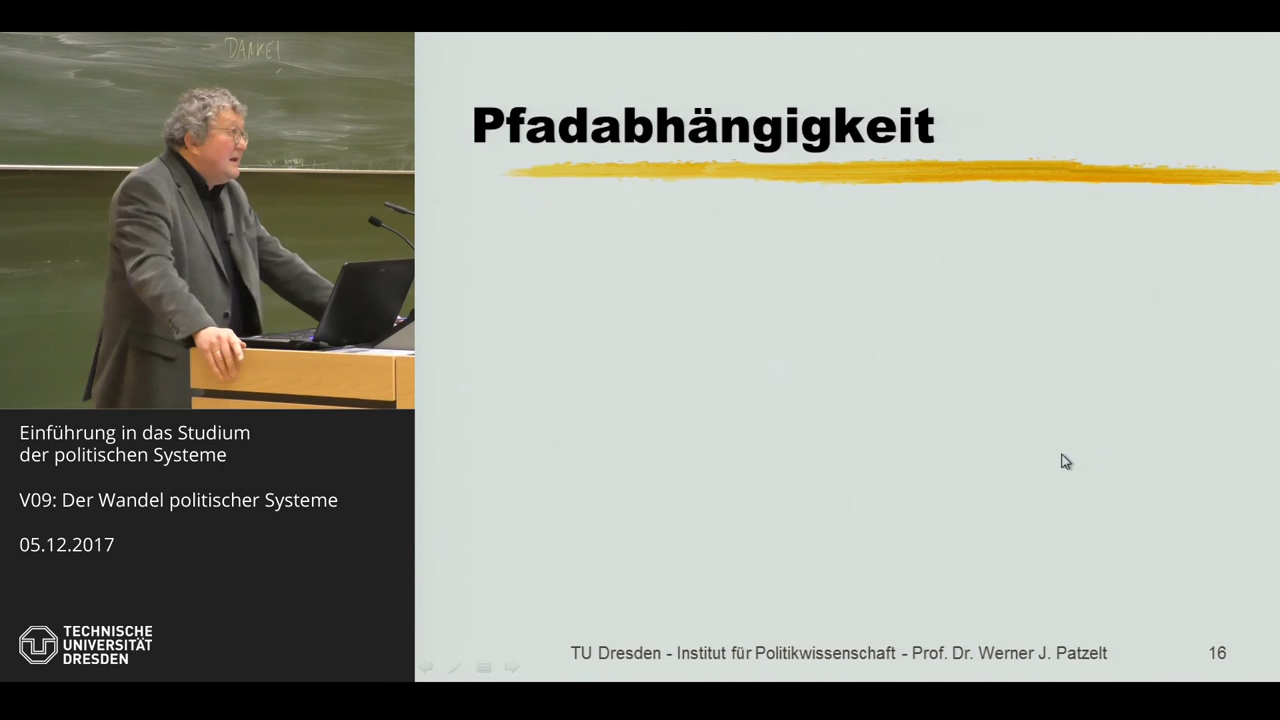 DANKE!
Pfadabhängigkeit
Einführung in das Studium
der politischen Systeme
V09: Der Wandel politischer Systeme
05.12.2017
TECHNISCHE
UNIVERSITÄT
DRESDEN
TU Dresden - Institut für Politikwissenschaft - Prof. Dr. Werner J. Patzelt
16